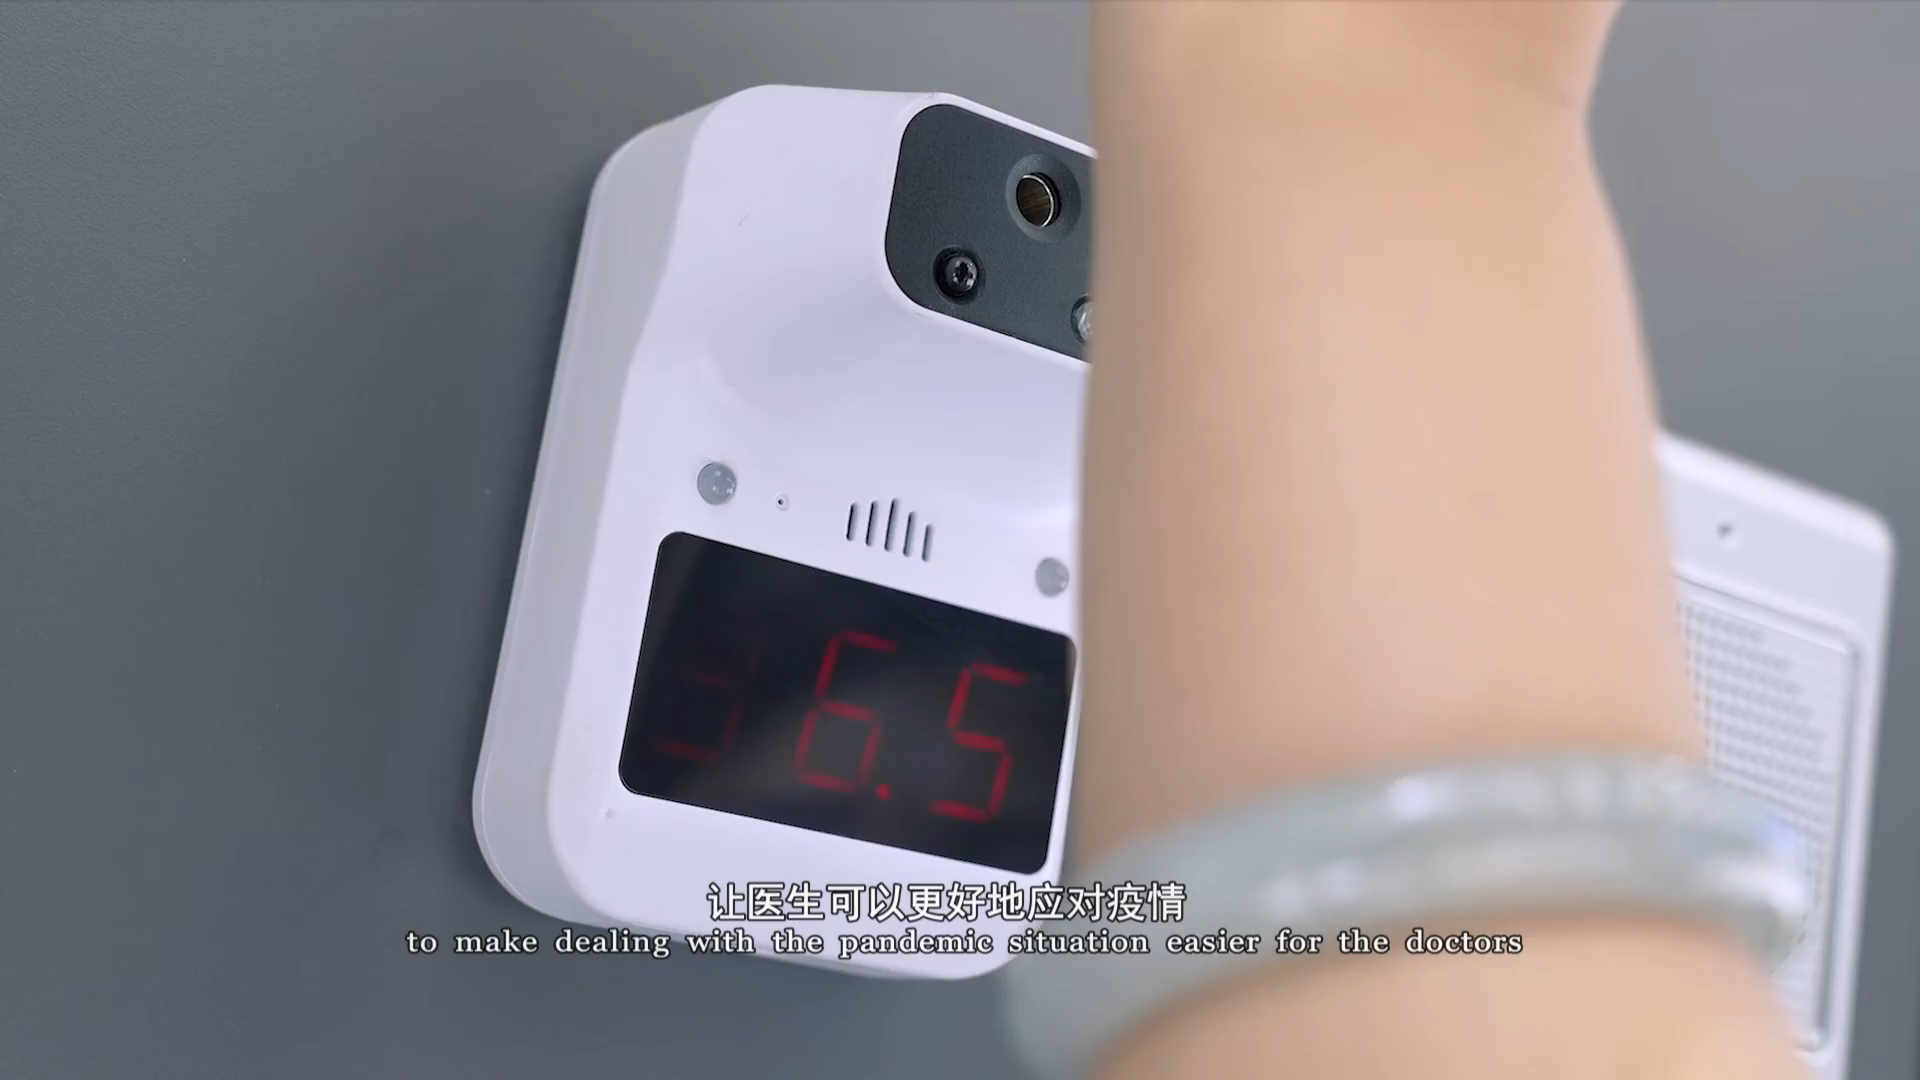 36.5
让医生可以更好地应对疫情
to make dealing with the pandemic situation easier for the doctors